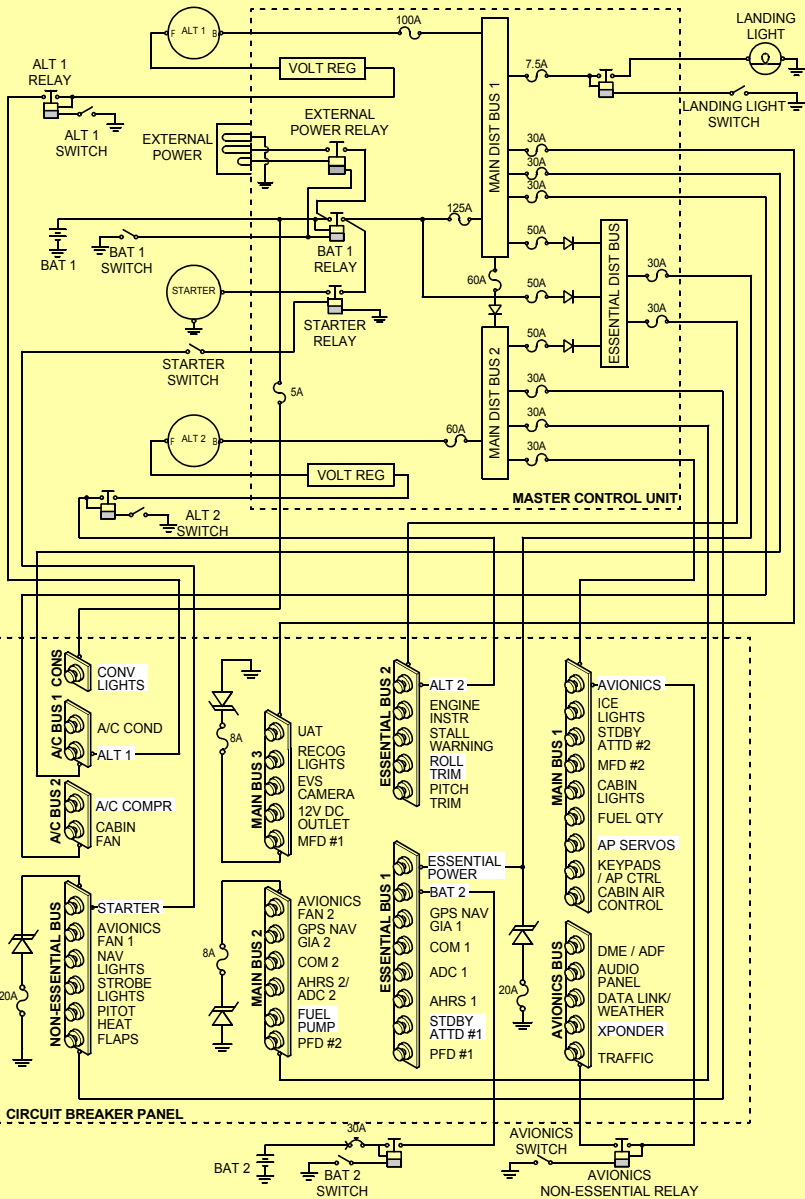 F ALT 1 B
100A
LANDING
LIGHT
VOLT REG
7.5A
ALT 1
RELAY
LANDING LIGHT
SWITCH
ALT 1
SWITCH
EXTERNAL
POWER RELAY
EXTERNAL
POWER
MAIN DIST BUS 1
30A
30A
30A
125A
BAT 1
BAT 1
SWITCH
BAT 1
RELAY
50A
ESSENTIAL DIST BUS
30A
60A
50A
30A
STARTER
STARTER
RELAY
STARTER
SWITCH
50A
MAIN DIST BUS 2
30A
5A
30A
30A
F ALT 2 B
60A
VOLT REG
MASTER CONTROL UNIT
ALT 2
SWITCH
CONS
CONV
LIGHTS
A/C BUS 1
A/C COND
ALT 1
A/C BUS 2
A/C COMPR
CABIN
FAN
NON-ESSENTIAL BUS
STARTER
AVIONICS
FAN 1
NAV
LIGHTS
STROBE
LIGHTS
PITOT
HEAT
FLAPS
20A
8A
MAIN BUS 3
UAT
RECOG
LIGHTS
EVS
CAMERA
12V DC
OUTLET
MFD #1
8A
MAIN BUS 2
AVIONICS
FAN 2
GPS NAV
GIA 2
COM 2
AHRS 2/
ADC 2
FUEL
PUMP
PFD #2
ESSENTIAL BUS 2
ALT 2
ENGINE
INSTR
STALL
WARNING
ROLL
TRIM
PITCH
TRIM
ESSENTIAL BUS 1
ESSENTIAL
POWER
BAT 2
GPS NAV
GIA 1
COM 1
ADC 1
AHRS 1
STDBY
ATTD #1
PFD #1
20A
MAIN BUS 1
AVIONICS
ICE
LIGHTS
STDBY
ATTD #2
MFD #2
CABIN
LIGHTS
FUEL QTY
AP SERVOS
KEYPADS
/ AP CTRL
CABIN AIR
CONTROL
AVIONICS BUS
DME / ADF
AUDIO
PANEL
DATA LINK/
WEATHER
XPONDER
TRAFFIC
CIRCUIT BREAKER PANEL
30A
BAT 2
BAT 2
SWITCH
AVIONICS
SWITCH
AVIONICS
NON-ESSENTIAL RELAY